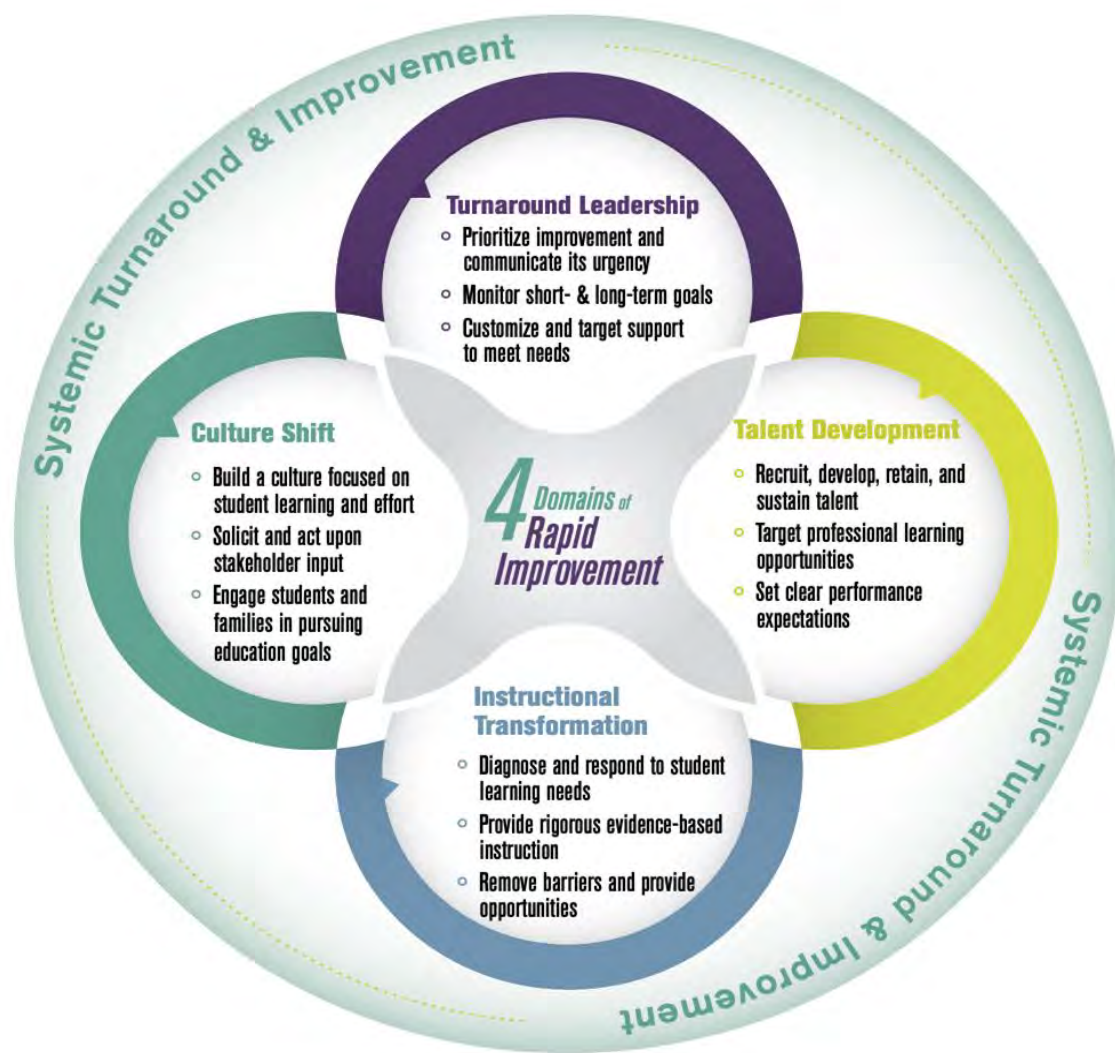 Systemic Turnaround & Improvement
Turnaround Leadership
Prioritize improvement and
communicate its urgency
Monitor short- & long-term goals
Customize and target support
to meet needs
Culture Shift
Build a culture focused on
student learning and effort
Solicit and act upon
stakeholder input
Engage students and
families in pursuing
education goals
4 Domains of
Rapid
Improvement
Talent Development
Recruit, develop, retain, and
sustain talent
Target professional learning
opportunities
Set clear performance
expectations
Instructional
Transformation
Diagnose and respond to student
learning needs
Provide rigorous evidence-based
instruction
Remove barriers and provide
opportunities
Systemic Turnaround & Improvement